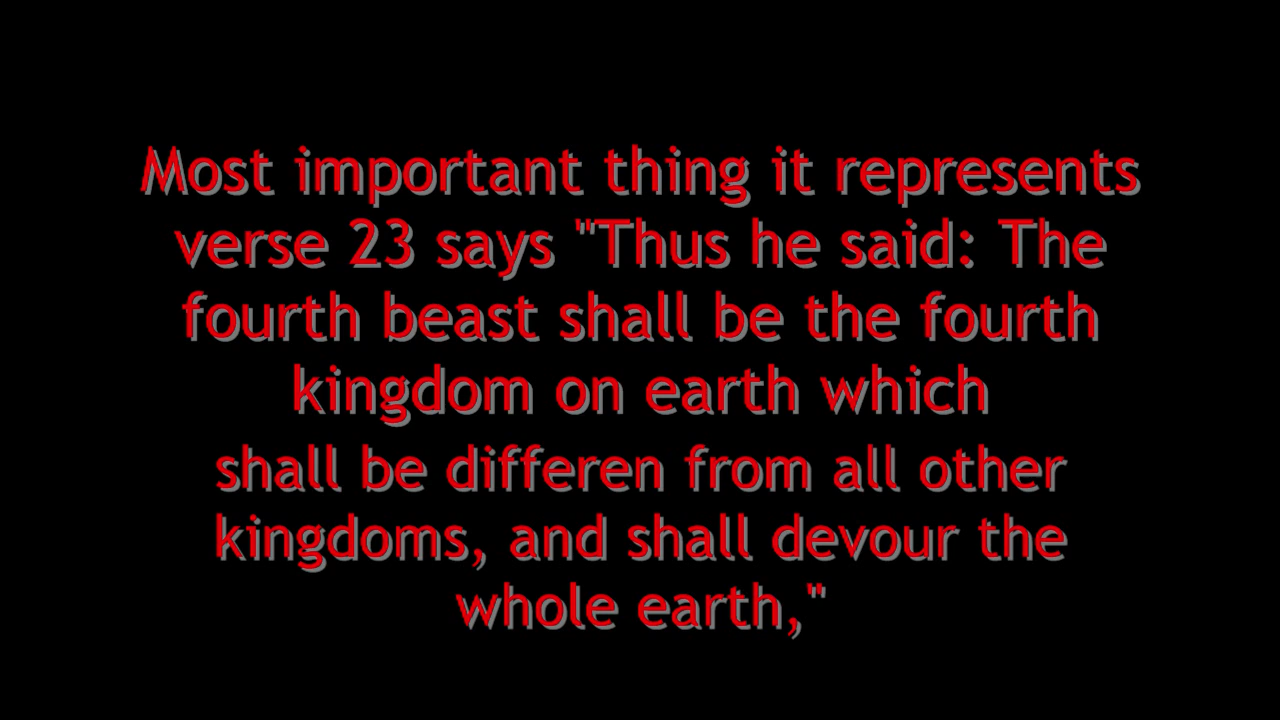 Most important thing it represents
verse 23 says "Thus he said: The
fourth beast shall be the fourth
kingdom on earth which
shall be differen from all other
kingdoms, and shall devour the
whole earth,"